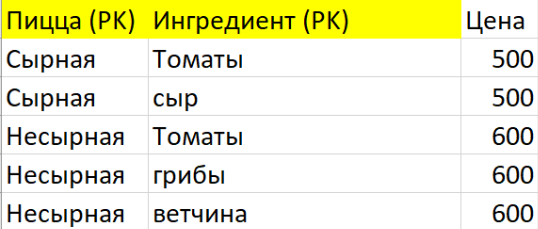 Пицца (PK) Ингредиент (PK) Цена
Сырная Томаты 500
Сырная сыр 500
Несырная Томаты 600
Несырная грибы 600
Несырная ветчина 600